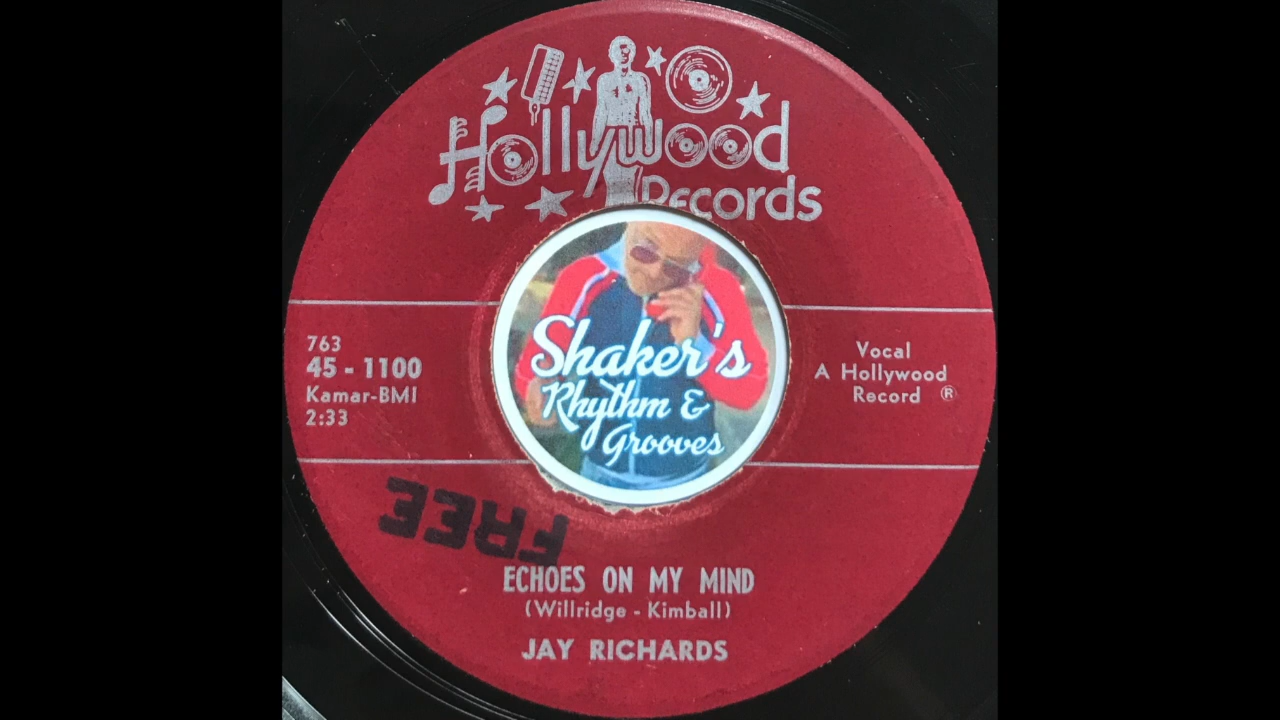 Hollywood
Records
Shaker's
Rhythm &
Grooves
763
45 - 1100
Kamar-BMI
2:33
Vocal
A Hollywood
Record ®
FREE
ECHOES ON MY MIND
(Willridge - Kimball)
JAY RICHARDS